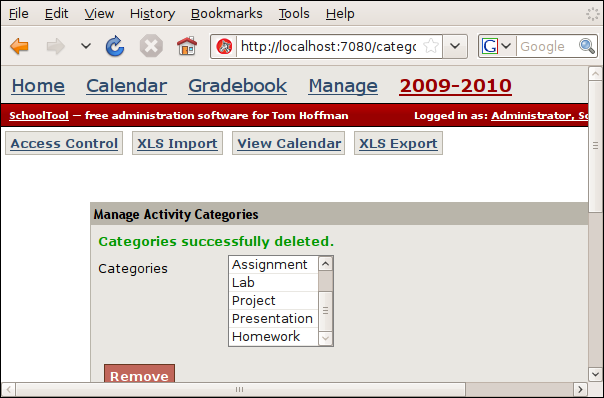 File Edit View History Bookmarks Tools Help
http://localhost:7080/catego
G Google
Home Calendar Gradebook Manage 2009-2010
SchoolTool — free administration software for Tom Hoffman Logged in as: Administrator, Sc
Access Control XLS Import View Calendar XLS Export
Manage Activity Categories
Categories successfully deleted.
Categories
Assignment
Lab
Project
Presentation
Homework
Remove